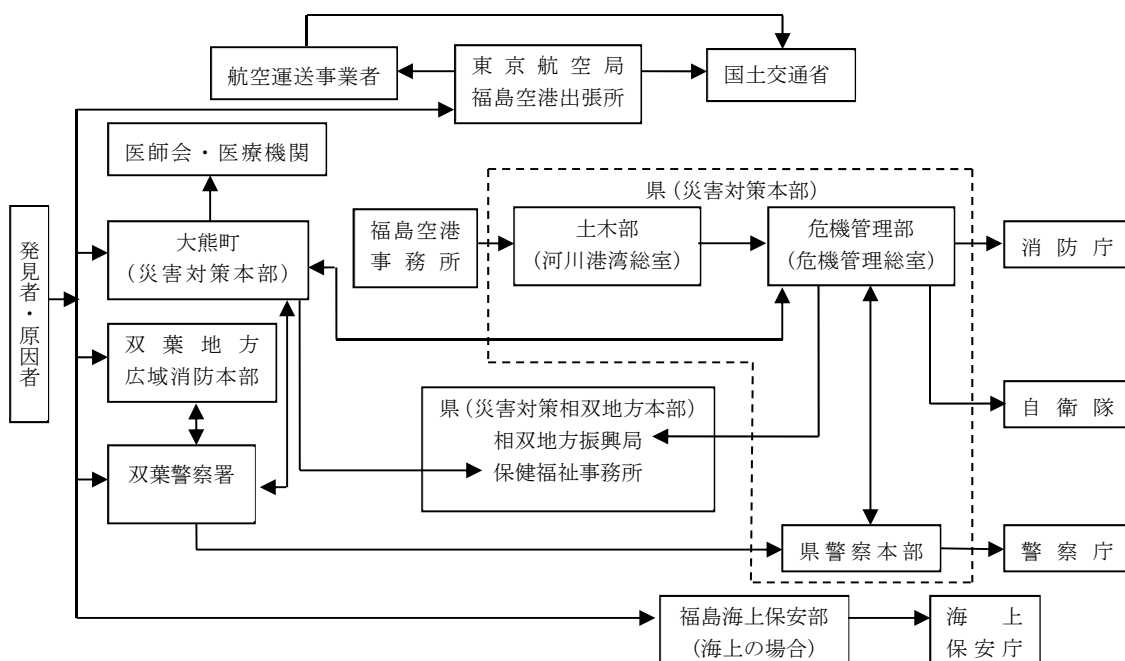 航空運送事業者
東京航空局
福島空港出張所
国土交通省
医師会・医療機関
県（災害対策本部）
発見者・原因者
大熊町
（災害対策本部）
福島空港
事務所
土木部
（河川港湾総室）
危機管理部
（危機管理総室）
消防庁
双葉地方
広域消防本部
県（災害対策相双地方本部）
相双地方振興局
保健福祉事務所
自衛隊
双葉警察署
県警察本部
警察庁
福島海上保安部
（海上の場合）
海上
保安庁